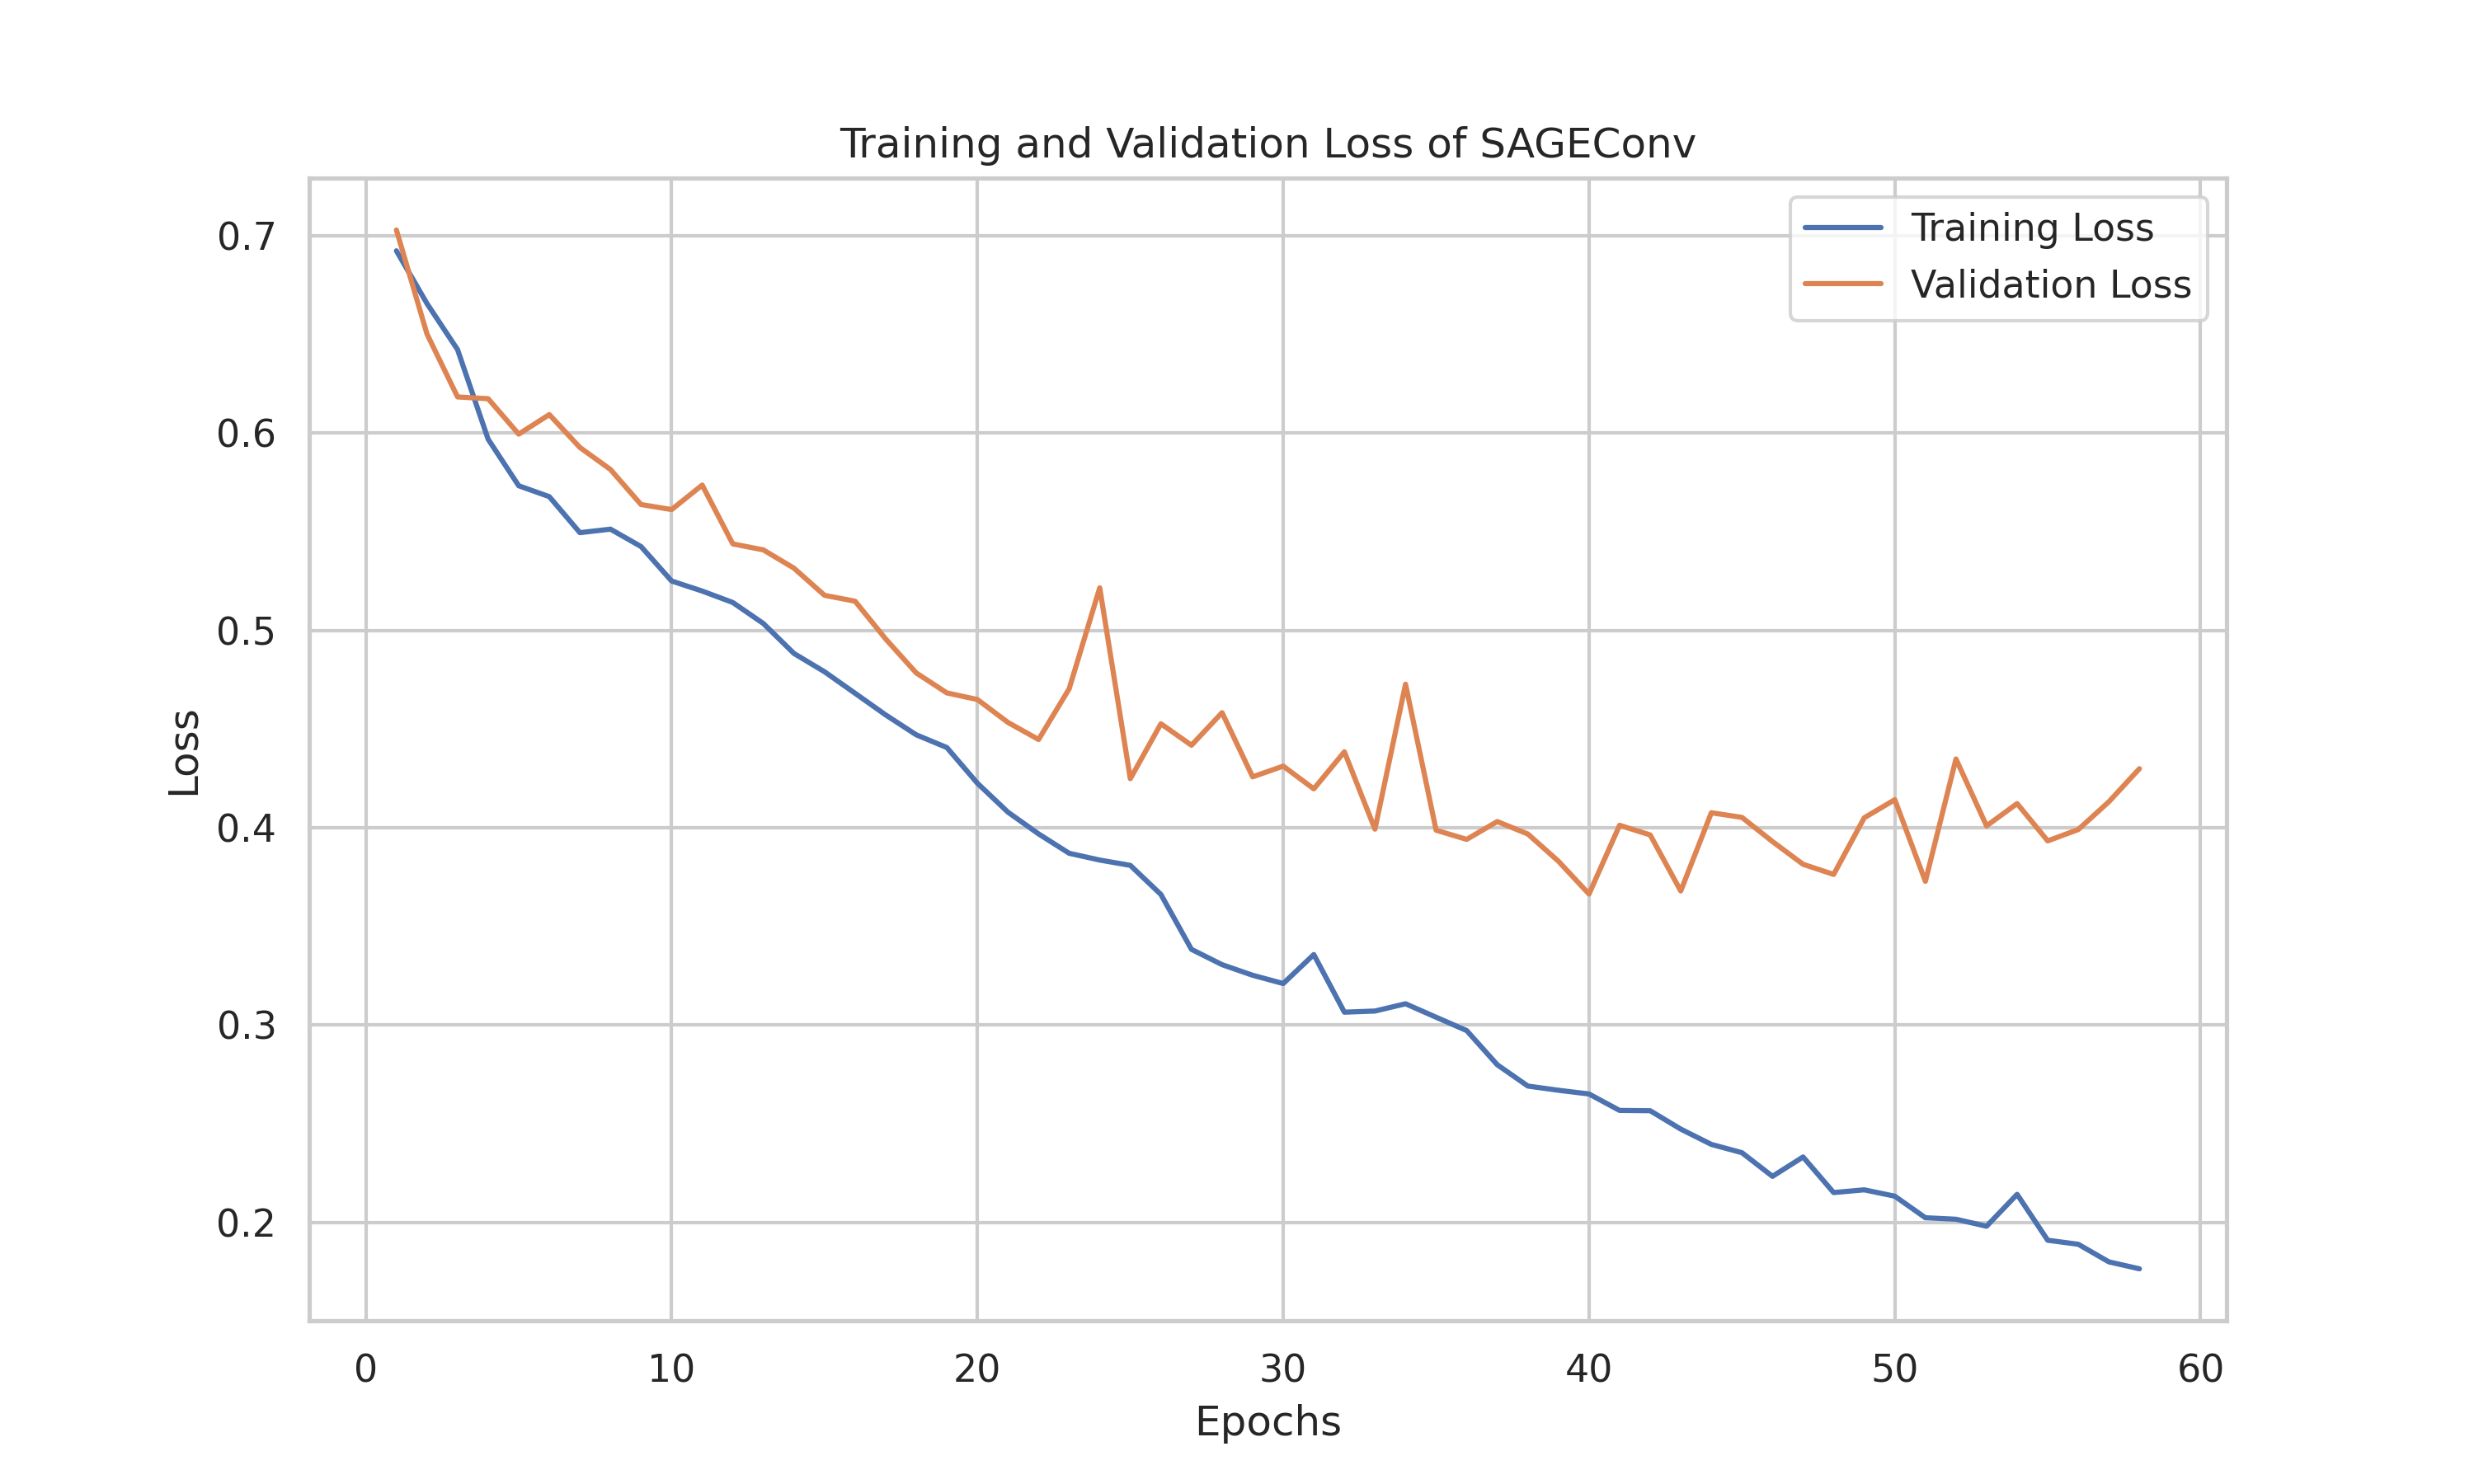 Training and Validation Loss of SAGEConv
Training Loss
Validation Loss
0.7
0.6
0.5
0.4
0.3
0.2
Loss
0 10 20 30 40 50 60
Epochs